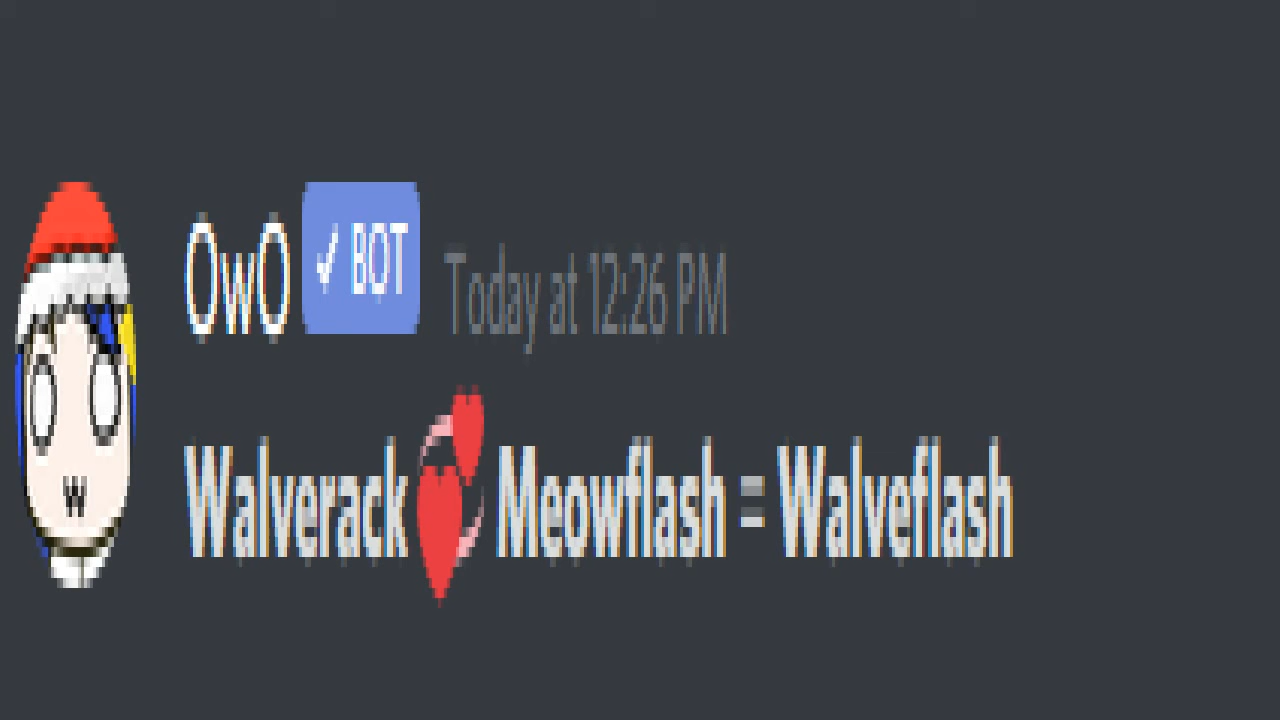 OwO ✓ BOT Today at 12:26 PM
Walverack 💞 Meowflash = Walveflash